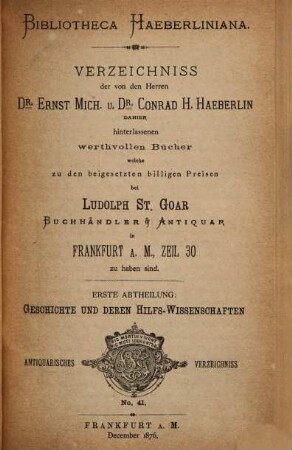 BIBLIOTHECA HAEBERLINIANA.
VERZEICHNISS
der von den Herren
DR. ERNST MICH. u. DR. CONRAD H. HAEBERLIN
DAHIER
hinterlassenen
werthvollen Bücher
welche
zu den beigesetzten billigen Preisen
bei
LUDOLPH ST. GOAR
BUCHHÄNDLER & ANTIQUAR
in
FRANKFURT A. M., ZEIL 30
zu haben sind.
ERSTE ABTHEILUNG:
GESCHICHTE UND DEREN HILFS-WISSENSCHAFTEN
ANTIQUARISCHES VERZEICHNISS
No. 41.
FRANKFURT A. M.
December 1876.